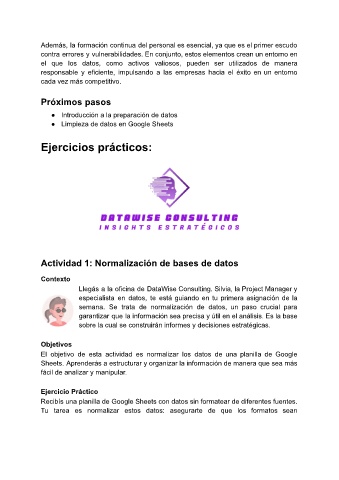 Además, la formación continua del personal es esencial, ya que es el primer escudo
contra errores y vulnerabilidades. En conjunto, estos elementos crean un entorno en
el que los datos, como activos valiosos, pueden ser utilizados de manera
responsable y eficiente, impulsando a las empresas hacia el éxito en un entorno
cada vez más competitivo.
Próximos pasos
● Introducción a la preparación de datos
● Limpieza de datos en Google Sheets
Ejercicios prácticos:
DATAWISE CONSULTING
INSIGHTS ESTRATÉGICOS
Actividad 1: Normalización de bases de datos
Contexto
Llegás a la oficina de DataWise Consulting. Silvia, la Project Manager y
especialista en datos, te está guiando en tu primera asignación de la
semana. Se trata de normalización de datos, un paso crucial para
garantizar que la información sea precisa y útil en el análisis. Es la base
sobre la cual se construirán informes y decisiones estratégicas.
Objetivos
El objetivo de esta actividad es normalizar los datos de una planilla de Google
Sheets. Aprenderás a estructurar y organizar la información de manera que sea más
fácil de analizar y manipular.
Ejercicio Práctico
Recibís una planilla de Google Sheets con datos sin formatear de diferentes fuentes.
Tu tarea es normalizar estos datos: asegurarte de que los formatos sean